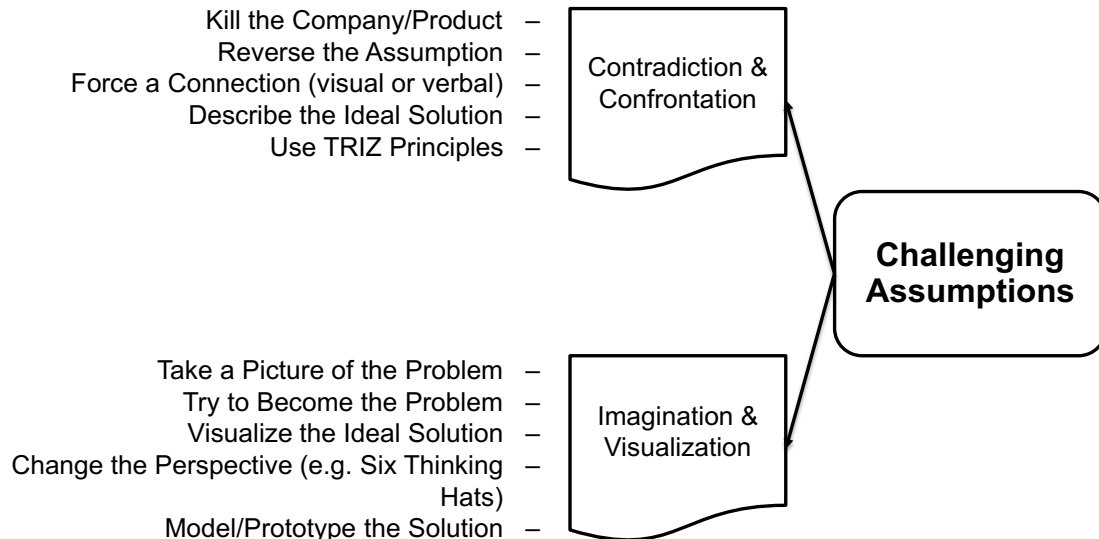 Kill the Company/Product –
Reverse the Assumption –
Force a Connection (visual or verbal) –
Describe the Ideal Solution –
Use TRIZ Principles –
Contradiction &
Confrontation
Challenging
Assumptions
Take a Picture of the Problem –
Try to Become the Problem –
Visualize the Ideal Solution –
Change the Perspective (e.g. Six Thinking –
Hats)
Model/Prototype the Solution –
Imagination &
Visualization